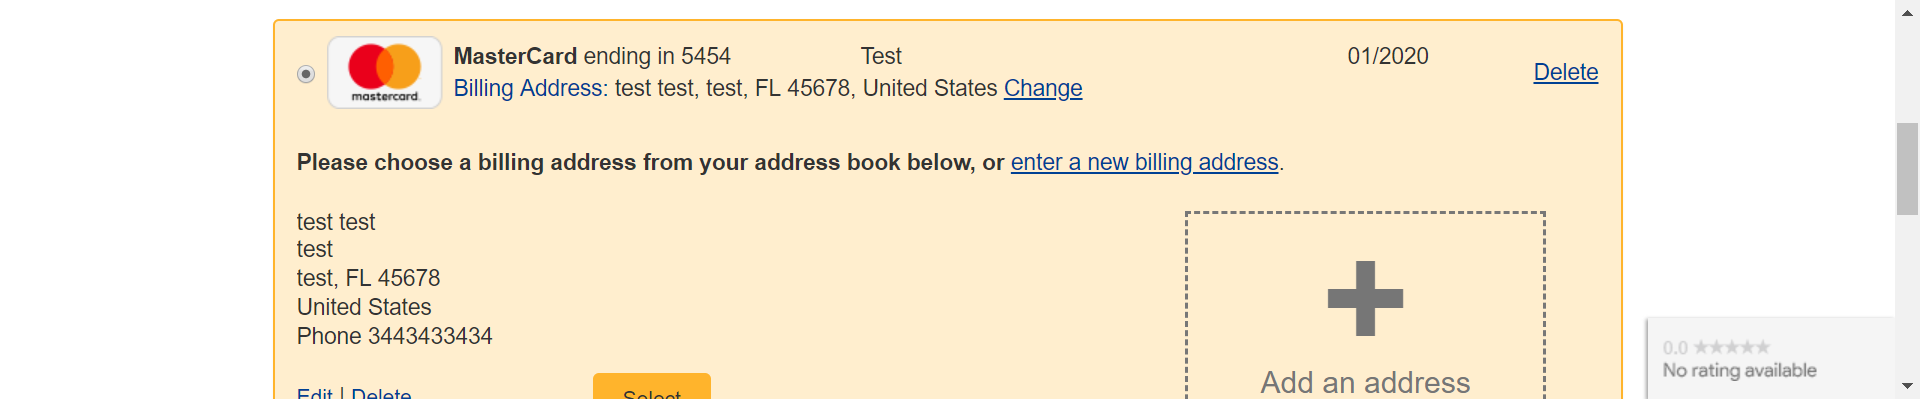 MasterCard ending in 5454 Test 01/2020
mastercard.
Billing Address: test test, test, FL 45678, United States Change
Delete
Please choose a billing address from your address book below, or enter a new billing address.
test test
test
test, FL 45678
United States
Phone 3443433434
Edit | Delete
Select
Add an address
0.0 ★★★★★
No rating available